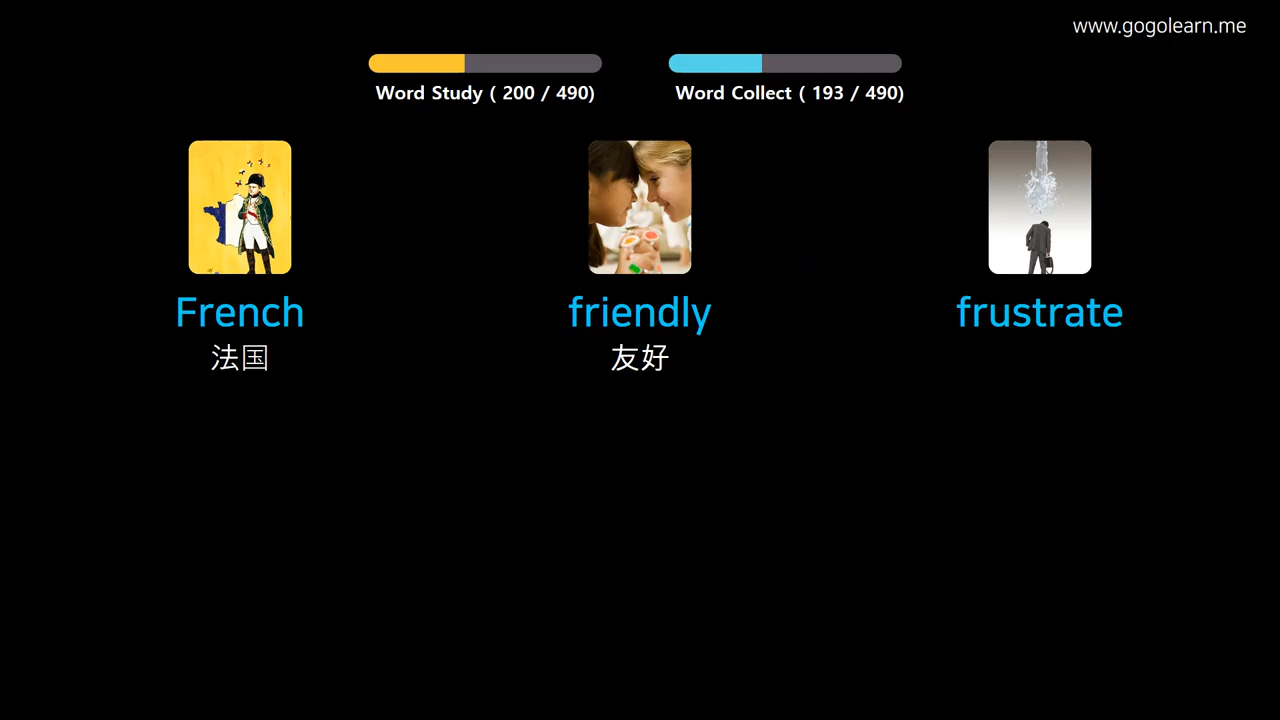 www.gogolearn.me
Word Study ( 200 / 490)
Word Collect ( 193 / 490)
French
friendly
frustrate
法国
友好